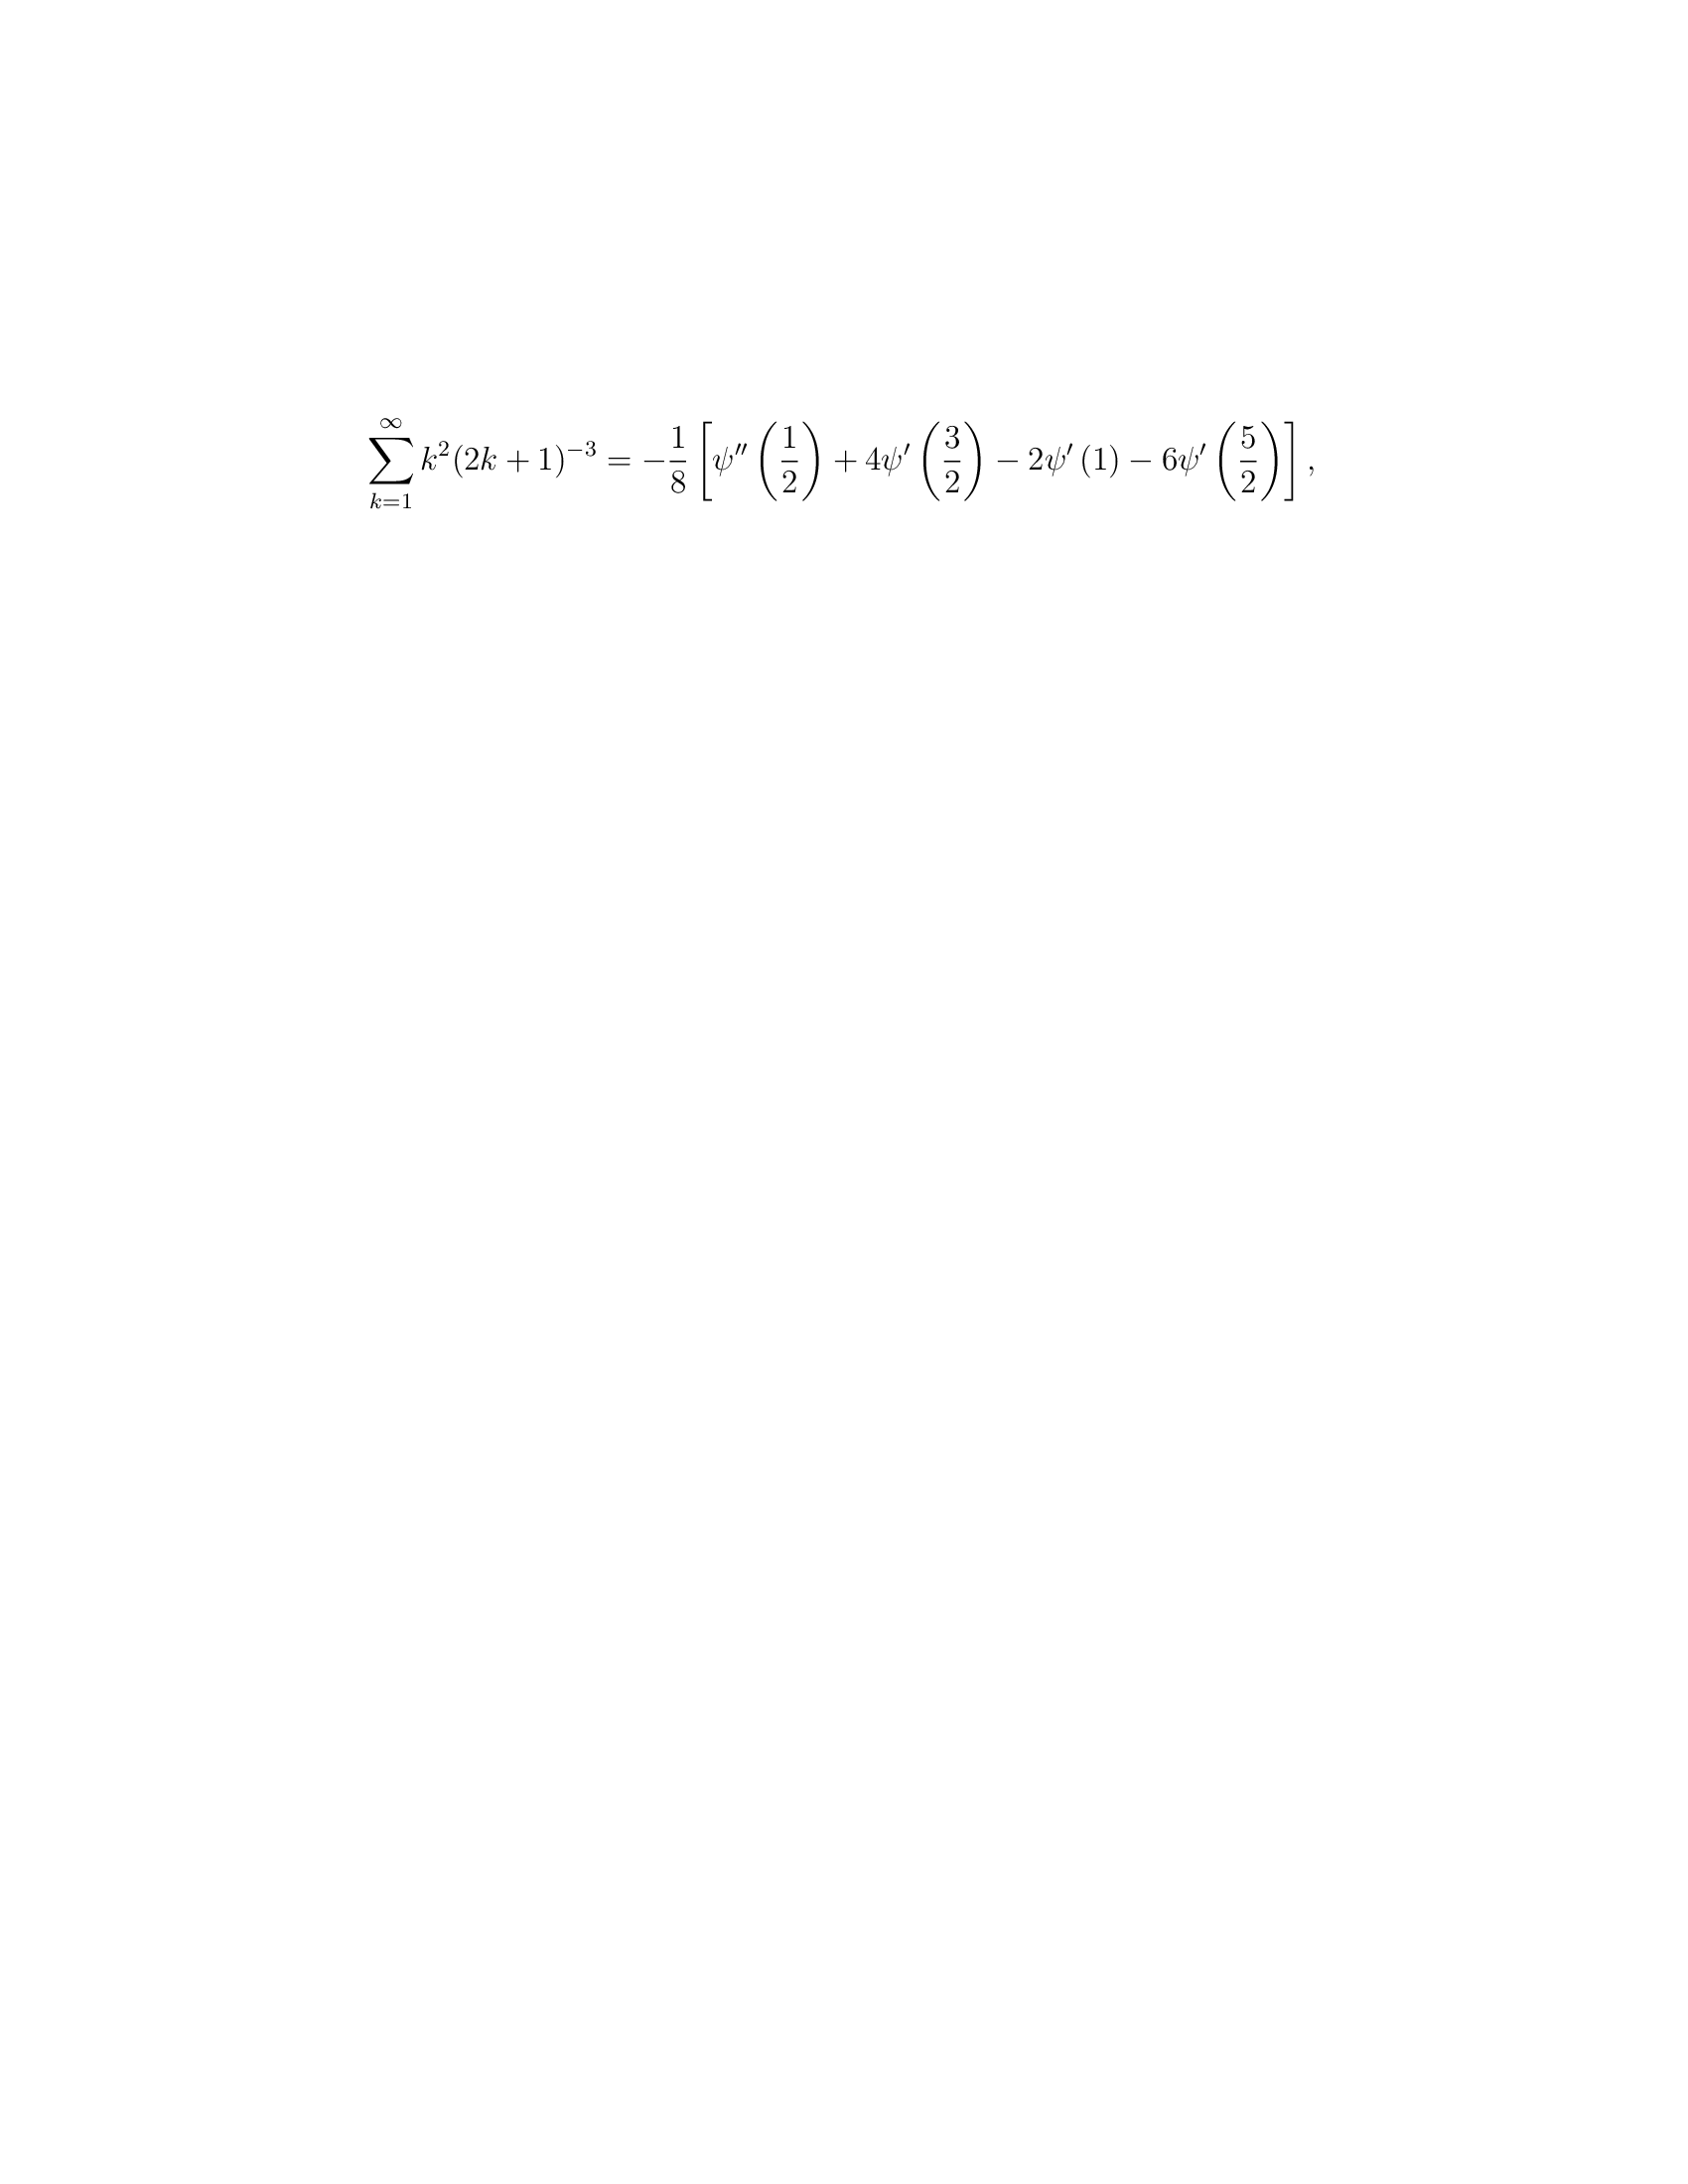 \sum_{k=1}^{\infty} k^2 (2k+1)^{-3} = -\frac{1}{8} \left[ \psi'' \left( \frac{1}{2} \right) + 4\psi' \left( \frac{3}{2} \right) - 2\psi' (1) - 6\psi' \left( \frac{5}{2} \right) \right],